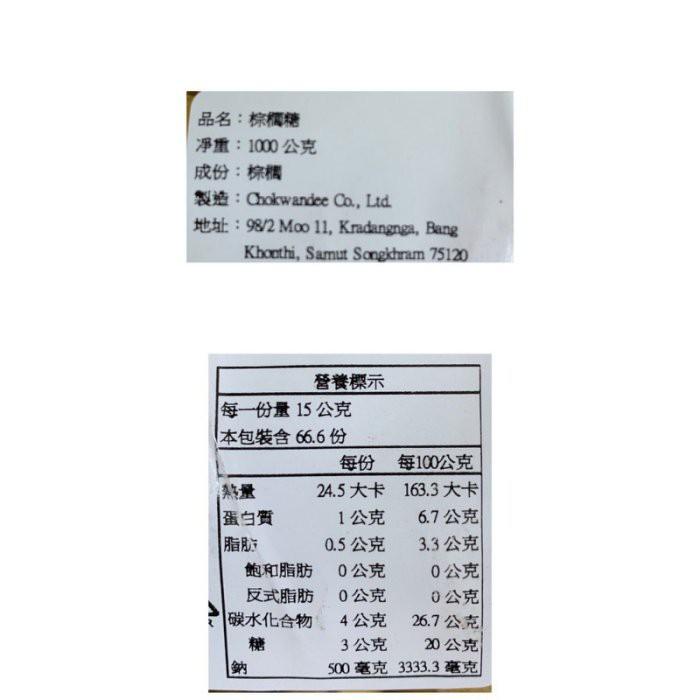 品名：棕櫚糖
淨重：1000 公克
成份：棕櫚
製造：Chokwandee Co., Ltd.
地址：98/2 Moo 11, Kradangnga, Bang
Khonthi, Samut Songkhram 75120
營養標示
每一份量 15 公克
本包裝含 66.6 份
每份 每100公克
熱量 24.5 大卡 163.3 大卡
蛋白質 1 公克 6.7 公克
脂肪 0.5 公克 3.3 公克
飽和脂肪 0 公克 0 公克
反式脂肪 0 公克 0 公克
碳水化合物 4 公克 26.7 公克
糖 3 公克 20 公克
鈉 500 毫克 3333.3 毫克